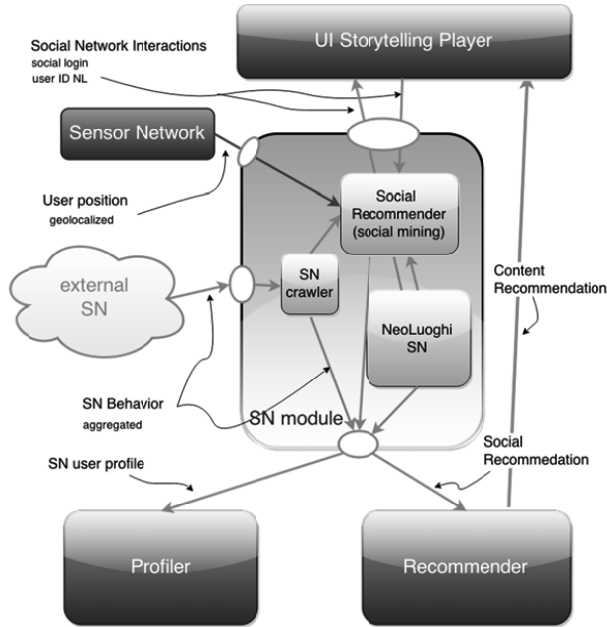 UI Storytelling Player
Social Network Interactions
social login
user ID NL
Sensor Network
User position
geolocalized
Social
Recommender
(social mining)
external
SN
SN
crawler
NeoLuoghi
SN
Content
Recommendation
SN Behavior
aggregated
SN module
SN user profile
Social
Recommedation
Profiler
Recommender